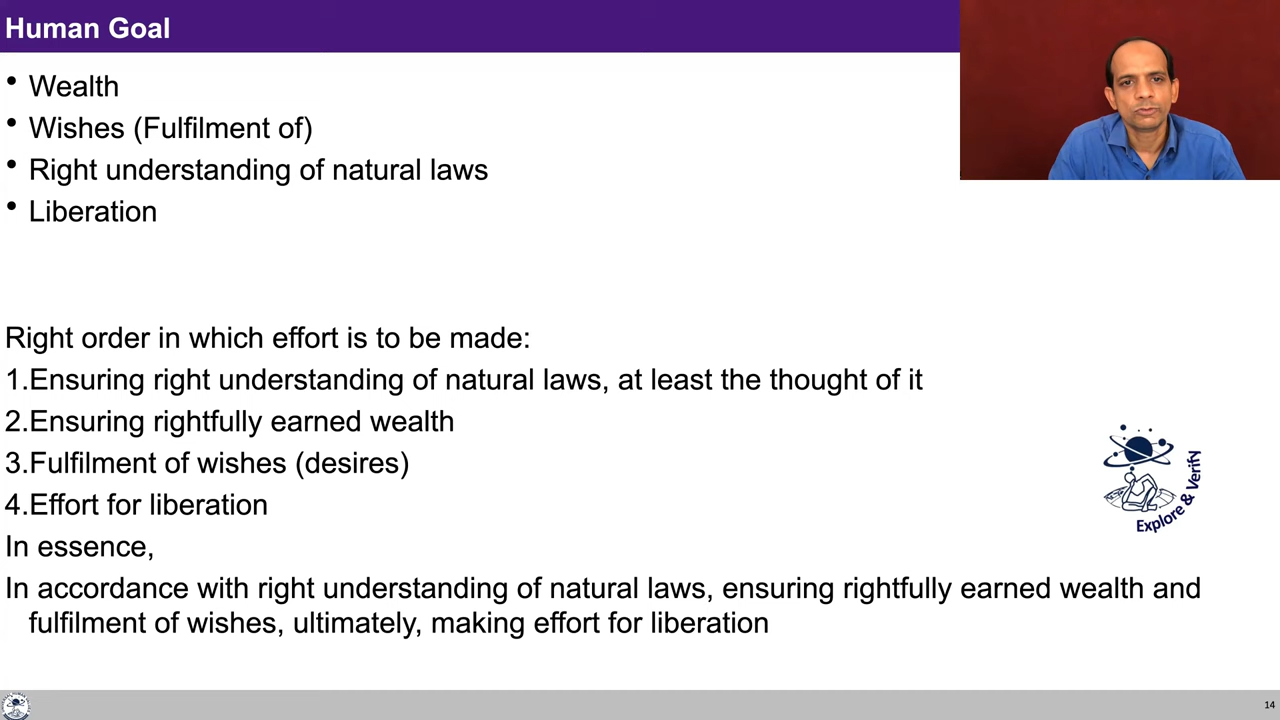 Human Goal
• Wealth
• Wishes (Fulfilment of)
• Right understanding of natural laws
• Liberation
Right order in which effort is to be made:
1.Ensuring right understanding of natural laws, at least the thought of it
2.Ensuring rightfully earned wealth
3.Fulfilment of wishes (desires)
4.Effort for liberation
In essence,
In accordance with right understanding of natural laws, ensuring rightfully earned wealth and
fulfilment of wishes, ultimately, making effort for liberation
Explore & Verify
14